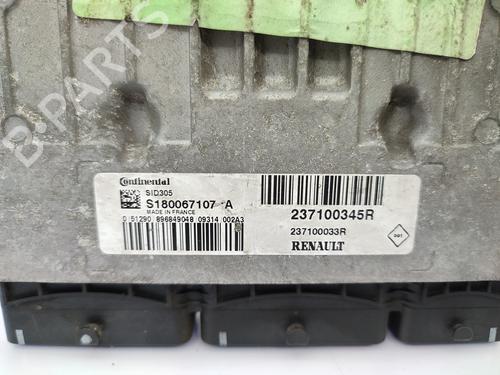 B-PARTS
Continental
SID305
S180067107 A
MADE IN FRANCE
0 51290 896849048 09314 002A3
237100345R
237100033R
RENAULT